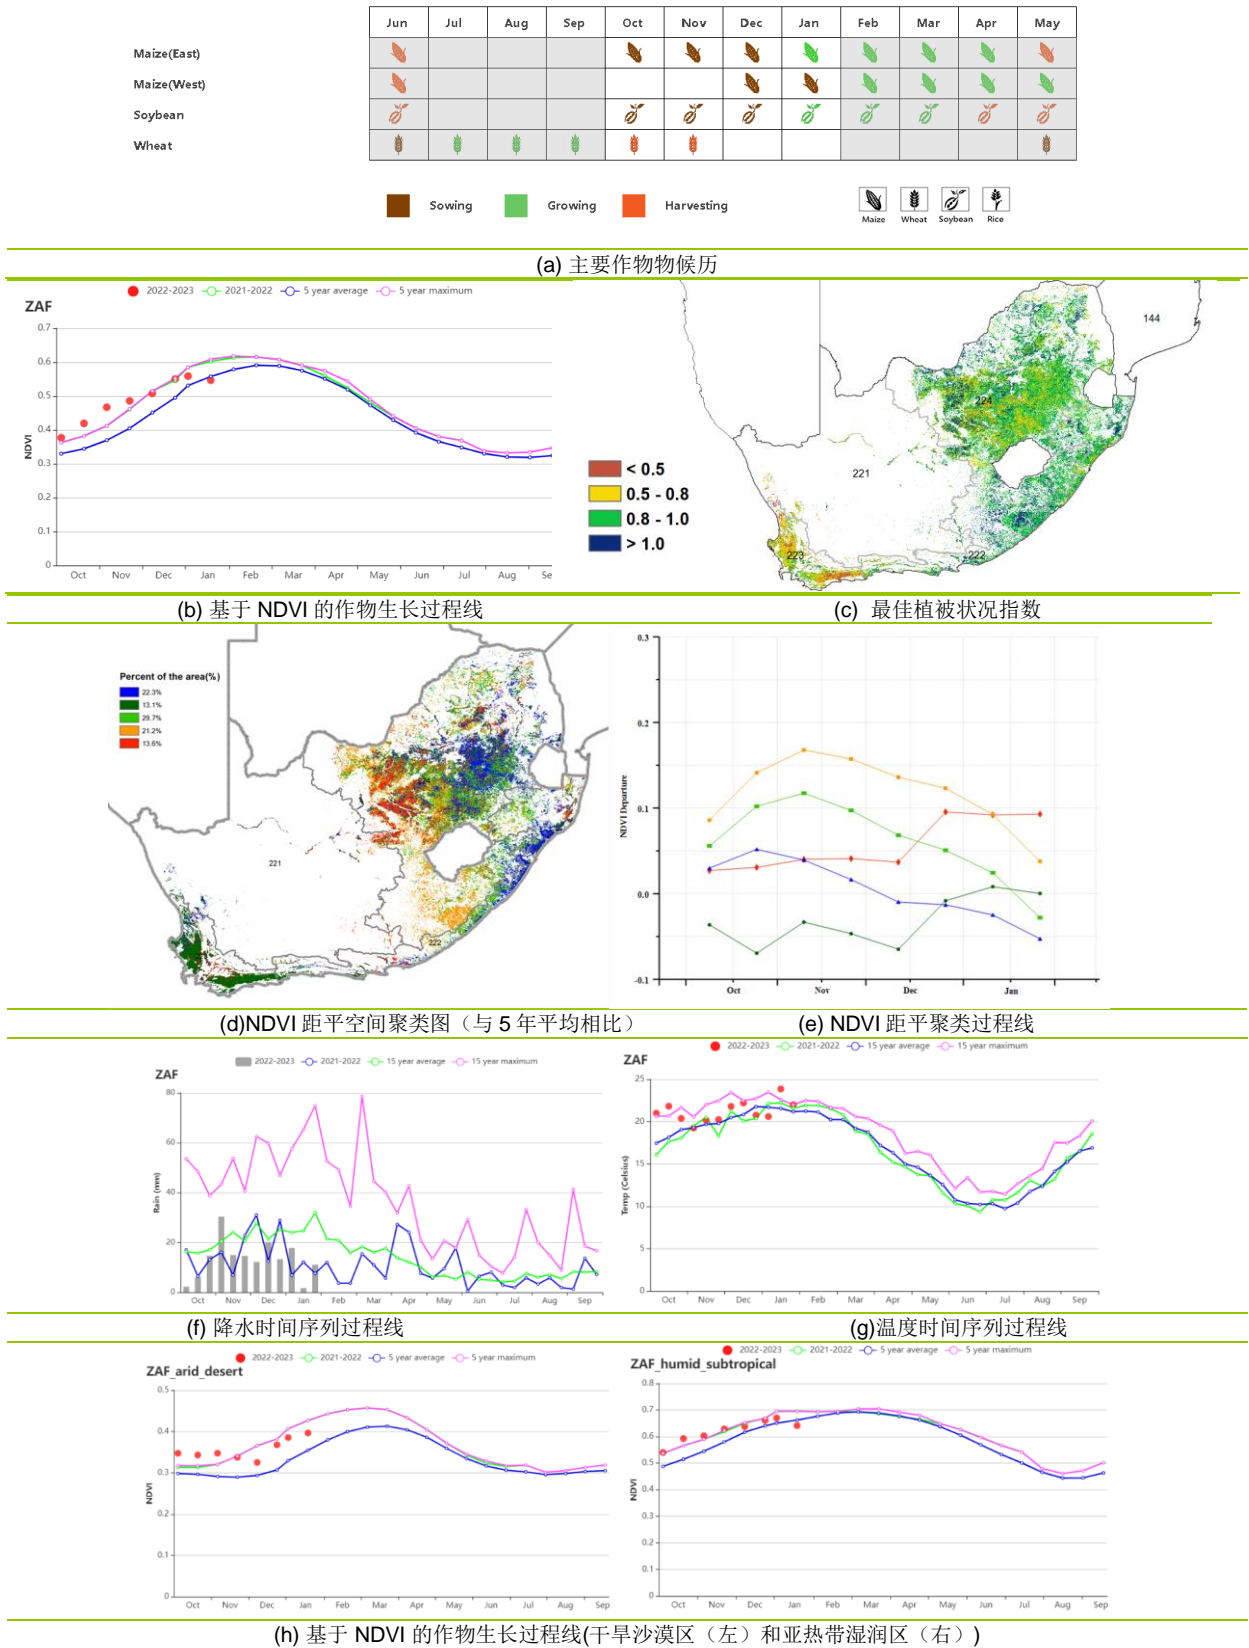 Jun Jul Aug Sep Oct Nov Dec Jan Feb Mar Apr May
Maize(East)
Maize(West)
Soybean
Wheat
Sowing Growing Harvesting
Maize Wheat Soybean Rice
(a) 主要作物物候历
2022-2023 2021-2022 5 year average 5 year maximum
ZAF
0.7
0.6
0.5
0.4
0.3
0.2
0.1
0
NDVI
Oct Nov Dec Jan Feb Mar Apr May Jun Jul Aug Se
144
224
221
223
222
< 0.5
0.5 - 0.8
0.8 - 1.0
> 1.0
(b) 基于 NDVI 的作物生长过程线
(c) 最佳植被状况指数
Percent of the area(%)
22.3%
13.1%
29.7%
21.2%
13.6%
221
222
0.3
0.2
0.1
0.0
-0.1
NDVI Departure
Oct Nov Dec Jan
(d)NDVI 距平空间聚类图（与 5 年平均相比）
(e) NDVI 距平聚类过程线
2022-2023 2021-2022 15 year average 15 year maximum
ZAF
80
60
40
20
0
Rain (mm)
Oct Nov Dec Jan Feb Mar Apr May Jun Jul Aug Sep
2022-2023 2021-2022 15 year average 15 year maximum
ZAF
25
20
15
10
5
0
Temp (Celsius)
Oct Nov Dec Jan Feb Mar Apr May Jun Jul Aug Sep
(f) 降水时间序列过程线
(g)温度时间序列过程线
2022-2023 2021-2022 5 year average 5 year maximum
ZAF_arid_desert
0.5
0.4
0.3
0.2
0.1
0
NDVI
Oct Nov Dec Jan Feb Mar Apr May Jun Jul Aug Sep
2022-2023 2021-2022 5 year average 5 year maximum
ZAF_humid_subtropical
0.8
0.7
0.6
0.5
0.4
0.3
0.2
0.1
0
NDVI
Oct Nov Dec Jan Feb Mar Apr May Jun Jul Aug Sep
(h) 基于 NDVI 的作物生长过程线(干旱沙漠区（左）和亚热带湿润区（右）)